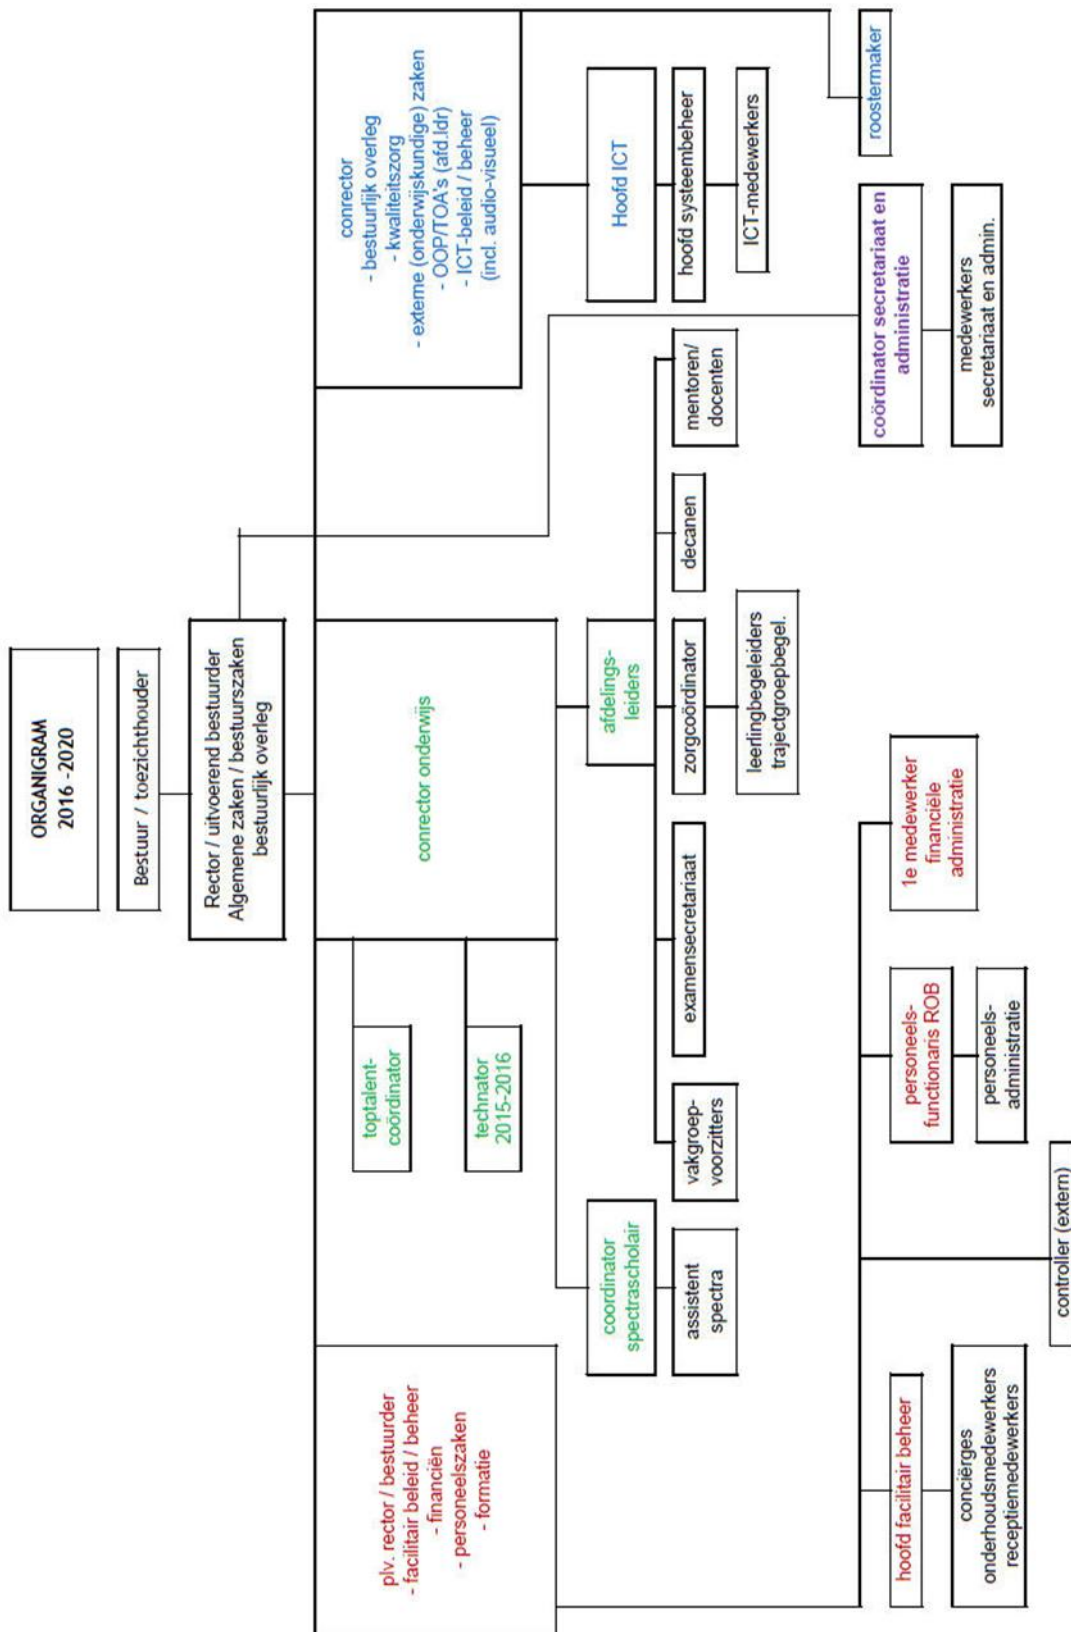 ORGANIGRAM
2016 -2020
Bestuur / toezichthouder
Rector / uitvoerend bestuurder
Algemene zaken / bestuurszaken
bestuurlijk overleg
plv. rector / bestuurder
- facilitair beleid / beheer
- financiën
- personeelszaken
- formatie
toptalent-
coördinator
technator
2015-2016
conrector onderwijs
conrector
- bestuurlijk overleg
- kwaliteitszorg
- externe (onderwijskundige) zaken
- OOP/TOA's (afd.ldr)
- ICT-beleid / beheer
(incl. audio-visueel)
coordinator
spectrascholair
afdelings-
leiders
Hoofd ICT
assistent
spectra
vakgroep-
voorzitters
examensecretariaat
zorgcoördinator
decanen
mentoren/
docenten
hoofd systeembeheer
leerlingbegeleiders
trajectgroepbegel.
ICT-medewerkers
hoofd facilitair beheer
personeels-
functionaris ROB
1e medewerker
financiële
administratie
coördinator secretariaat en
administratie
roostermaker
conciërges
onderhoudsmedewerkers
receptiemedewerkers
personeels-
administratie
medewerkers
secretariaat en admin.
controller (extern)